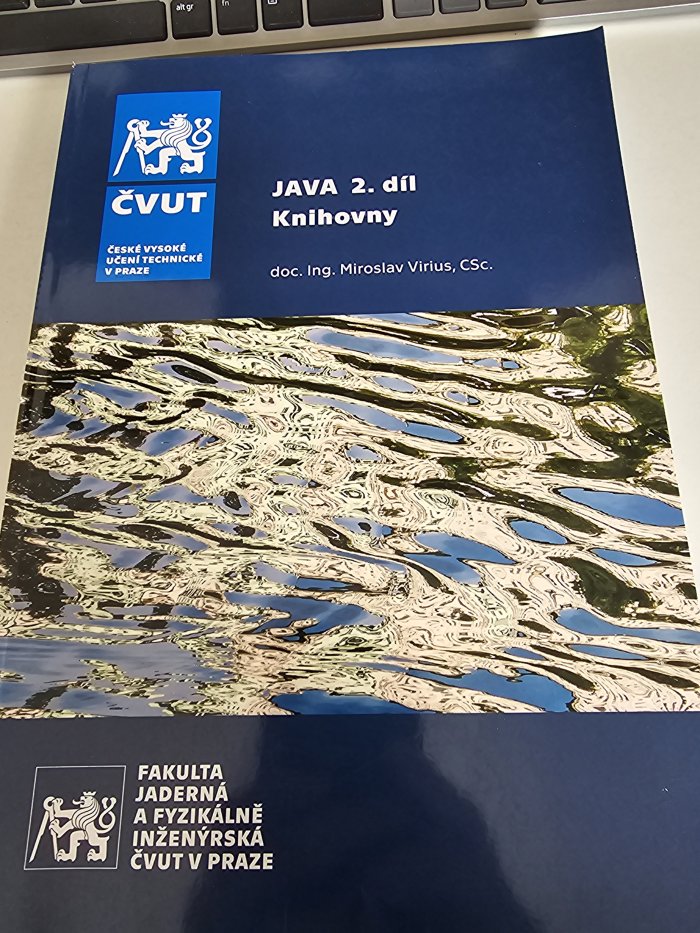 alt gr
fn
ČVUT
ČESKÉ VYSOKÉ
UČENÍ TECHNICKÉ
V PRAZE
JAVA 2. díl
Knihovny
doc. Ing. Miroslav Virius, CSc.
FAKULTA
JADERNÁ
A FYZIKÁLNĚ
INŽENÝRSKÁ
ČVUT V PRAZE